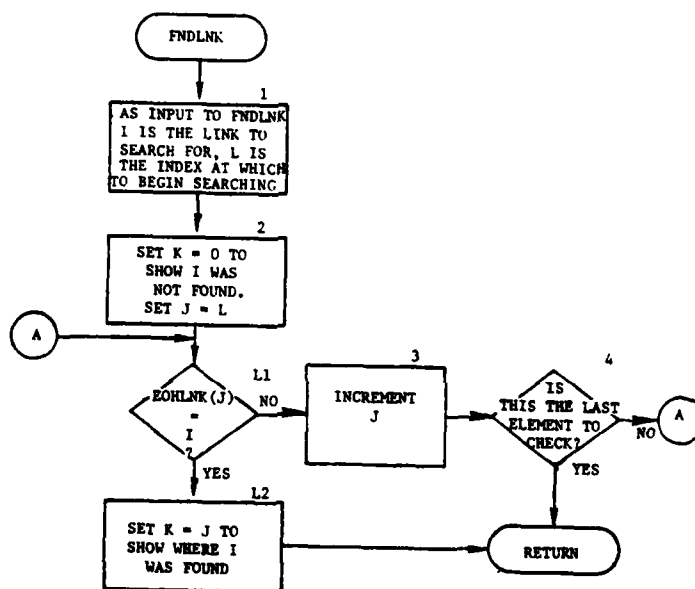 FNDLNK
1
AS INPUT TO FNDLNK
I IS THE LINK TO
SEARCH FOR, L IS
THE INDEX AT WHICH
TO BEGIN SEARCHING
2
SET K = 0 TO
SHOW I WAS
NOT FOUND.
SET J = L
A
L1
EOHLNK(J)
=
I
?
NO
YES
3
INCREMENT
J
4
IS
THIS THE LAST
ELEMENT TO
CHECK?
NO
A
YES
L2
SET K = J TO
SHOW WHERE I
WAS FOUND
RETURN